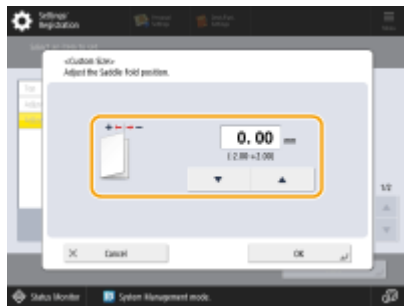 Settings/
Registration
<Custom Size>
Adjust the Saddle Fold position.
+ -
0.00 mm
(-2.00-+2.00)
1/2
Cancel
OK
Status Monitor
System Management mode.